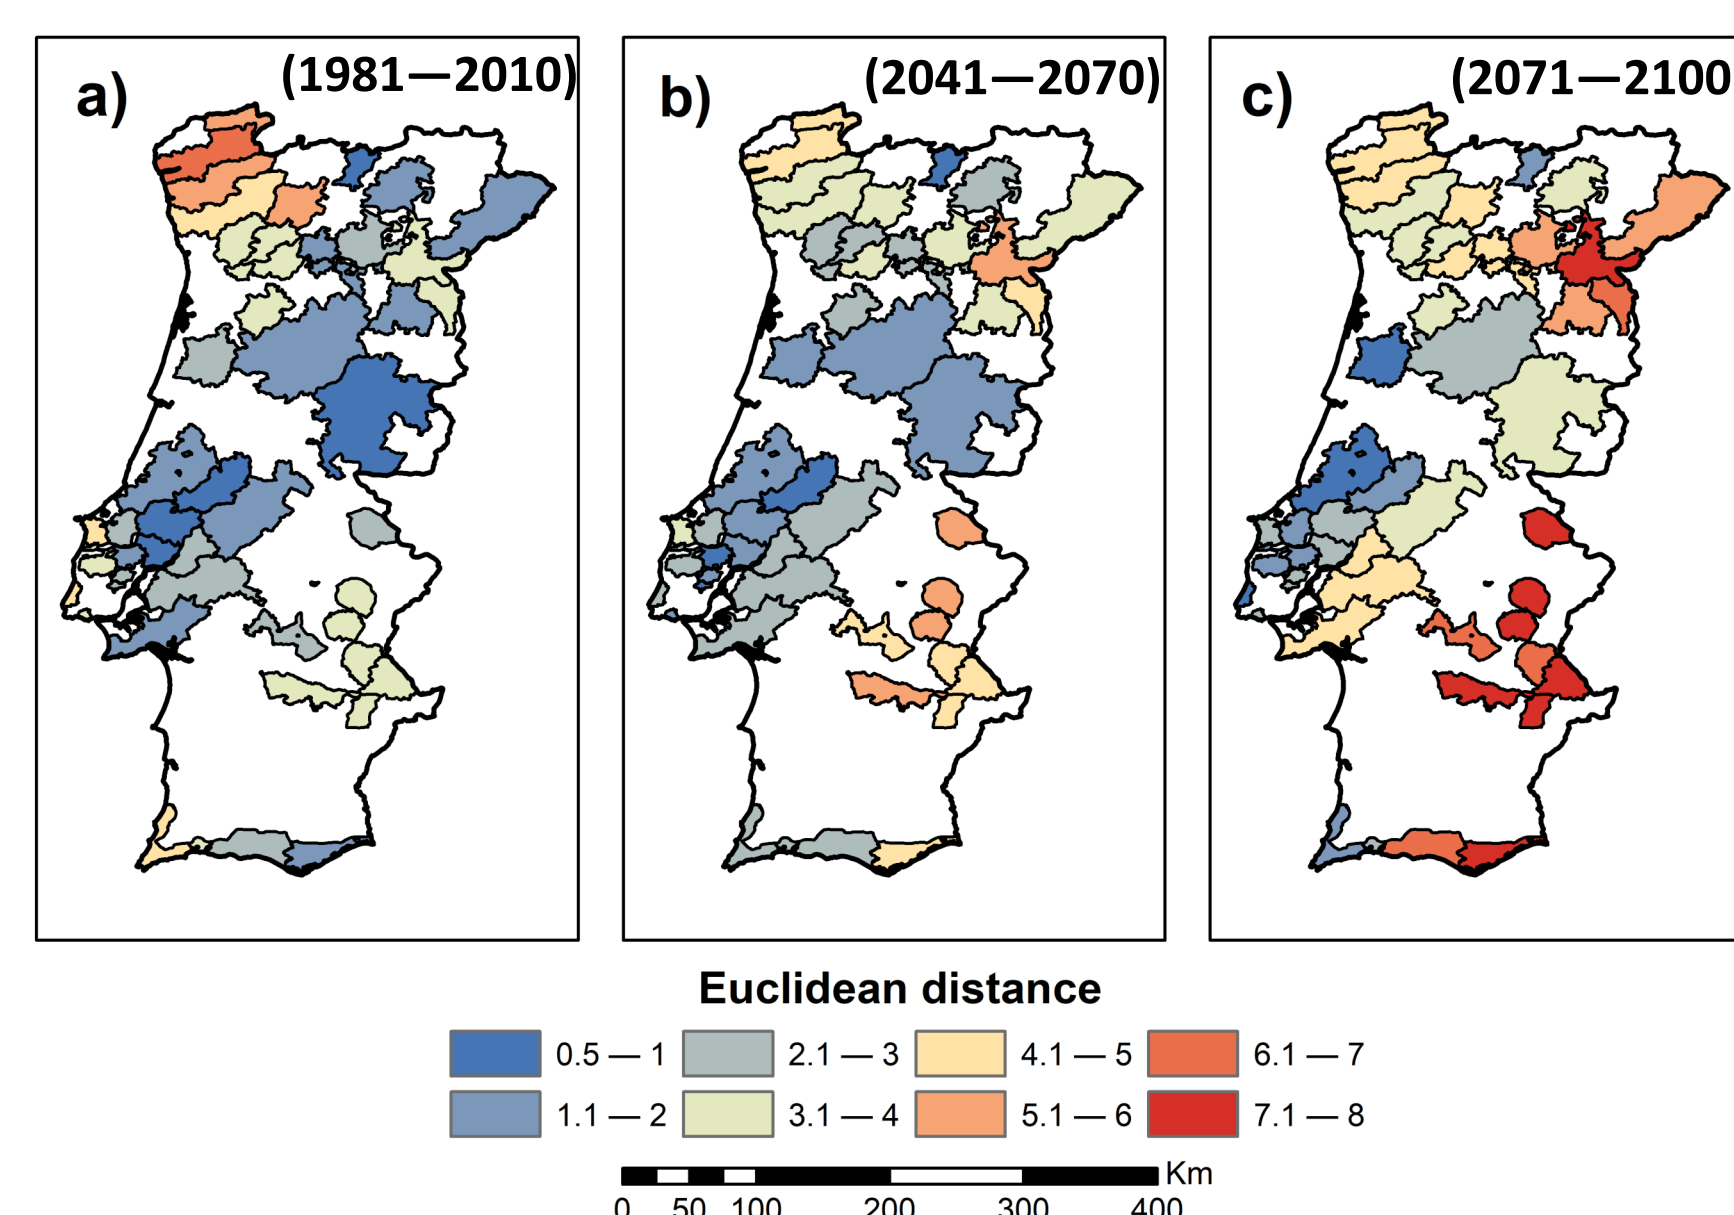 a) (1981—2010)
b) (2041—2070)
c) (2071—2100
Euclidean distance
0.5 — 1 2.1 — 3 4.1 — 5 6.1 — 7
1.1 — 2 3.1 — 4 5.1 — 6 7.1 — 8
Km
0 50 100 200 300 400